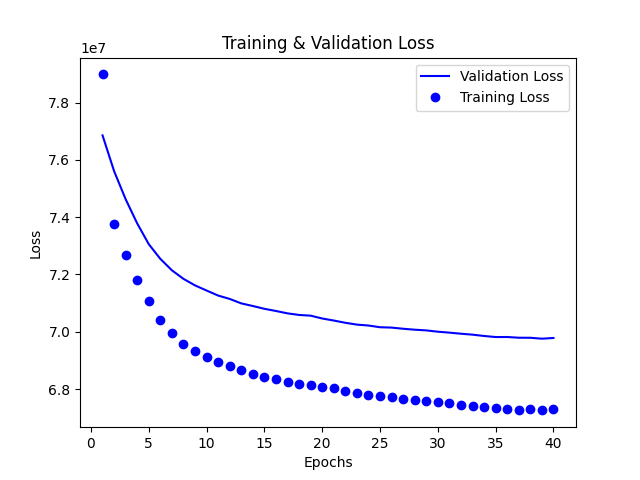 Training & Validation Loss
1e7
Validation Loss
Training Loss
7.8
7.6
7.4
7.2
7.0
6.8
Loss
0 5 10 15 20 25 30 35 40
Epochs